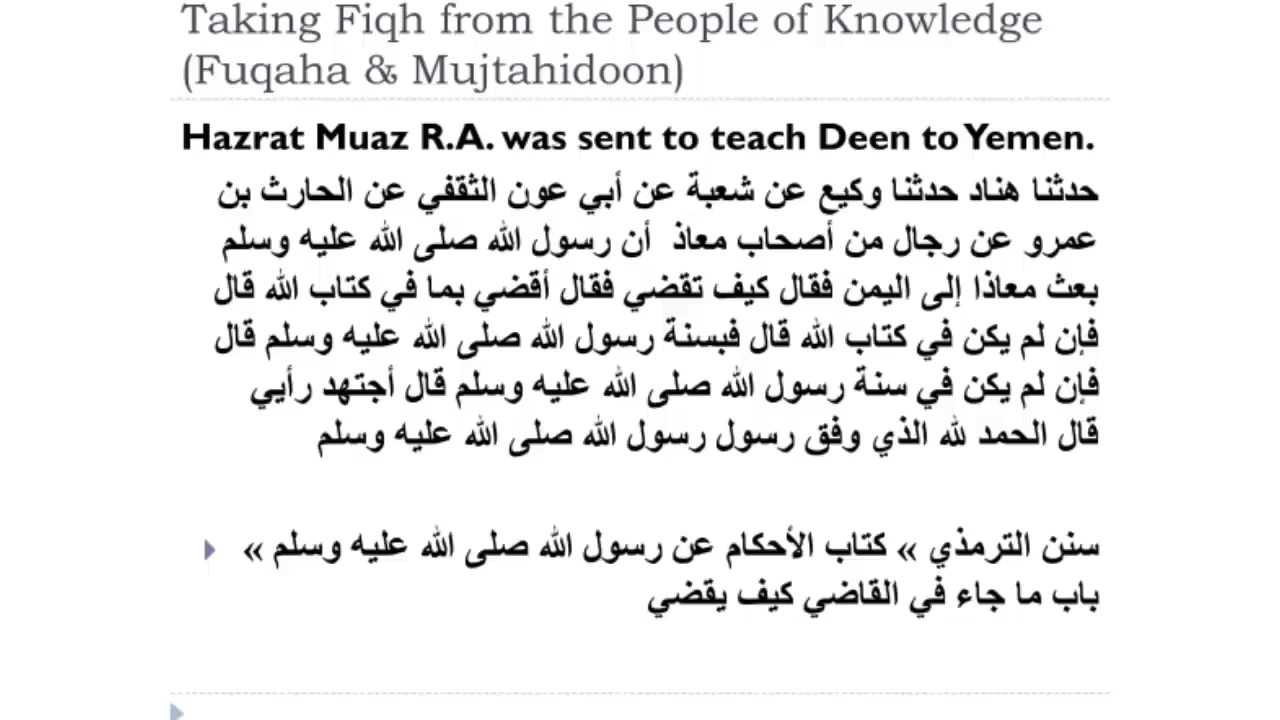 Taking Fiqh from the People of Knowledge
(Fuqaha & Mujtahidoon)
Hazrat Muaz R.A. was sent to teach Deen to Yemen.
حدثنا هناد حدثنا وكيع عن شعبة عن أبي عون الثقفي عن الحارث بن
عمرو عن رجال من أصحاب معاذ أن رسول الله صلى الله عليه وسلم
بعث معاذا إلى اليمن فقال كيف تقضي فقال أقضي بما في كتاب الله قال
فإن لم يكن في كتاب الله قال فبسنة رسول الله صلى الله عليه وسلم قال
فإن لم يكن في سنة رسول الله صلى الله عليه وسلم قال أجتهد رأيي
قال الحمد لله الذي وفق رسول رسول الله صلى الله عليه وسلم
سنن الترمذي » كتاب الأحكام عن رسول الله صلى الله عليه وسلم »
باب ما جاء في القاضي كيف يقضي